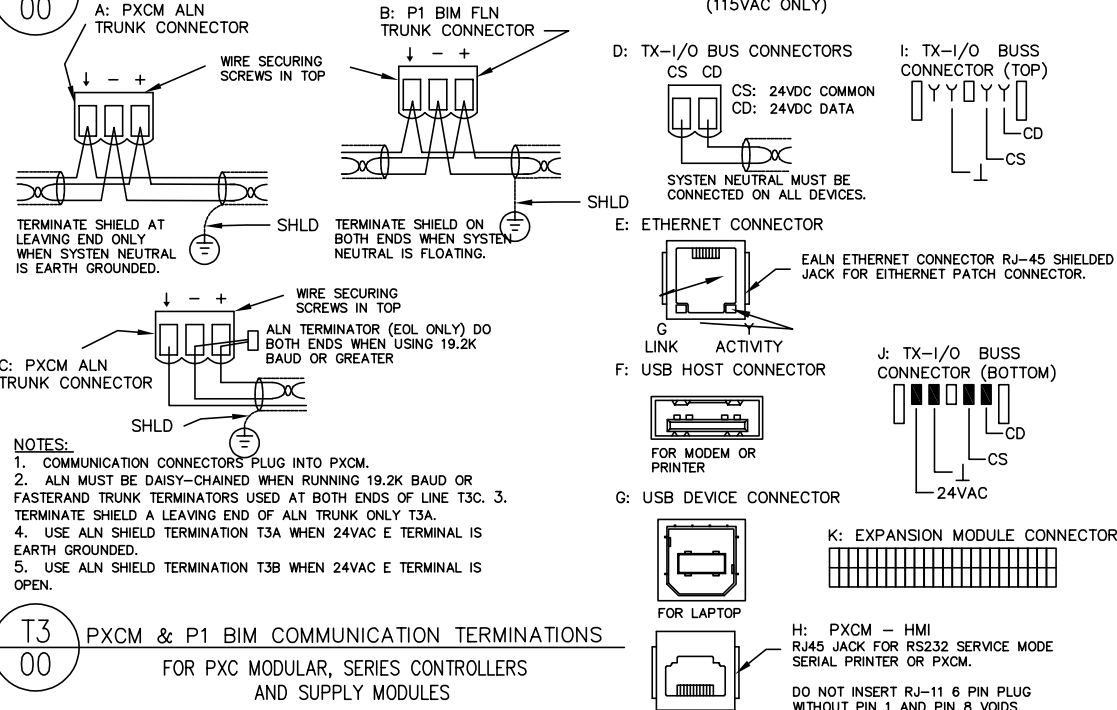 00
A: PXCM ALN
TRUNK CONNECTOR
B: P1 BIM FLN
TRUNK CONNECTOR
(115VAC ONLY)
WIRE SECURING
SCREWS IN TOP
↓ − +
↓ − +
TERMINATE SHIELD AT
LEAVING END ONLY
WHEN SYSTEN NEUTRAL
IS EARTH GROUNDED.
SHLD
TERMINATE SHIELD ON
BOTH ENDS WHEN SYSTEN
NEUTRAL IS FLOATING.
SHLD
↓ − +
WIRE SECURING
SCREWS IN TOP
ALN TERMINATOR (EOL ONLY) DO
BOTH ENDS WHEN USING 19.2K
BAUD OR GREATER
C: PXCM ALN
TRUNK CONNECTOR
SHLD
NOTES:
1. COMMUNICATION CONNECTORS PLUG INTO PXCM.
2. ALN MUST BE DAISY-CHAINED WHEN RUNNING 19.2K BAUD OR
FASTERAND TRUNK TERMINATORS USED AT BOTH ENDS OF LINE T3C. 3.
TERMINATE SHIELD A LEAVING END OF ALN TRUNK ONLY T3A.
4. USE ALN SHIELD TERMINATION T3A WHEN 24VAC E TERMINAL IS
EARTH GROUNDED.
5. USE ALN SHIELD TERMINATION T3B WHEN 24VAC E TERMINAL IS
OPEN.
T3
00
PXCM & P1 BIM COMMUNICATION TERMINATIONS
FOR PXC MODULAR, SERIES CONTROLLERS
AND SUPPLY MODULES
D: TX-I/O BUS CONNECTORS
CS CD
CS: 24VDC COMMON
CD: 24VDC DATA
SYSTEN NEUTRAL MUST BE
CONNECTED ON ALL DEVICES.
I: TX-I/O BUSS
CONNECTOR (TOP)
CD
CS
E: ETHERNET CONNECTOR
EALN ETHERNET CONNECTOR RJ-45 SHIELDED
JACK FOR EITHERNET PATCH CONNECTOR.
G Y
LINK ACTIVITY
F: USB HOST CONNECTOR
FOR MODEM OR
PRINTER
J: TX-I/O BUSS
CONNECTOR (BOTTOM)
CD
CS
24VAC
G: USB DEVICE CONNECTOR
FOR LAPTOP
K: EXPANSION MODULE CONNECTOR
H: PXCM - HMI
RJ45 JACK FOR RS232 SERVICE MODE
SERIAL PRINTER OR PXCM.
DO NOT INSERT RJ-11 6 PIN PLUG
WITHOUT PIN 1 AND PIN 8 VOIDS